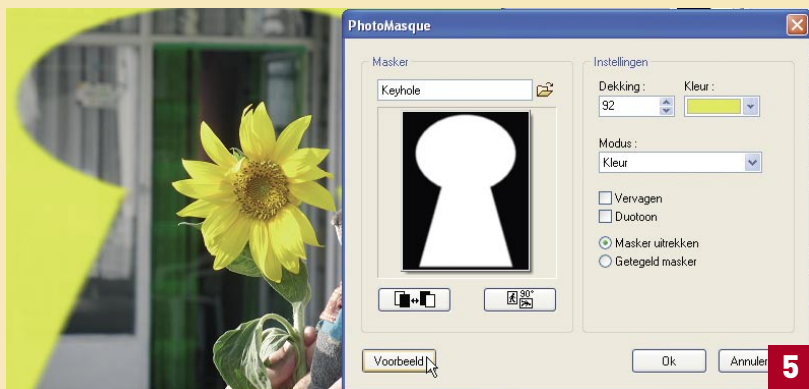 PhotoMasque
Masker
Keyhole
Instellingen
Dekking :
Kleur :
92
Modus :
Kleur
Vervagen
Duotoon
Masker uitrekken
Getegeld masker
90°
Voorbeeld
Ok
Annuler
5